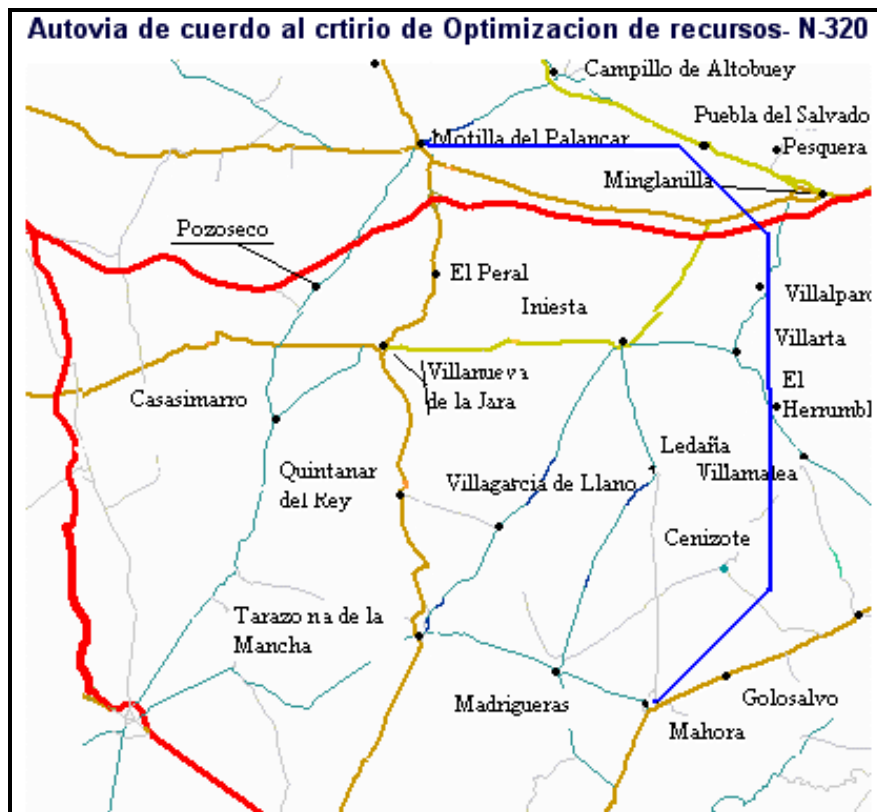 Autovia de cuerdo al crtirio de Optimizacion de recursos- N-320
Campillo de Altobuey
Puebla del Salvado
Motilla del Palancar
Pesquera
Minglanilla
Pozoseco
El Peral
Villalpard
Iniesta
Villarta
Villanueva
de la Jara
El
Herrumbl
Casasimarro
Ledaña
Quintanar
del Rey
Villagarcia de Llano
Villamalea
Cenizote
Tarazona de la
Mancha
Madrigueras
Golosalvo
Mahora